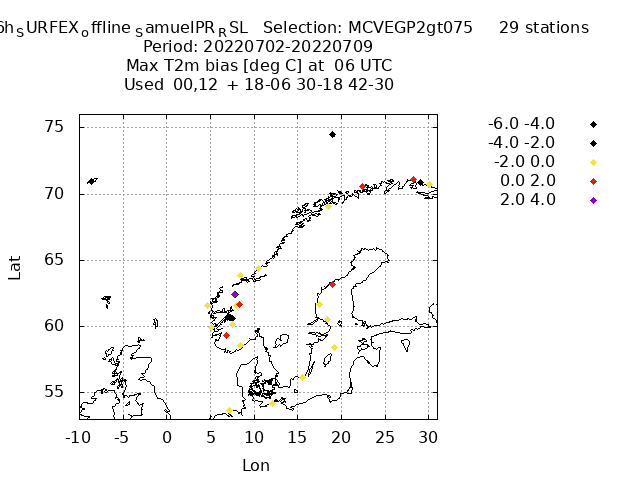 6h_SURFEX_offline_SamuelPR_RSL   Selection: MCVEGP2gt075     29 stations
Period: 20220702-20220709
Max T2m bias [deg C] at  06 UTC
Used  00,12  + 18-06 30-18 42-30
-6.0 -4.0
-4.0 -2.0
-2.0 0.0
0.0 2.0
2.0 4.0
75
70
65
60
55
Lat
-10 -5 0 5 10 15 20 25 30
Lon